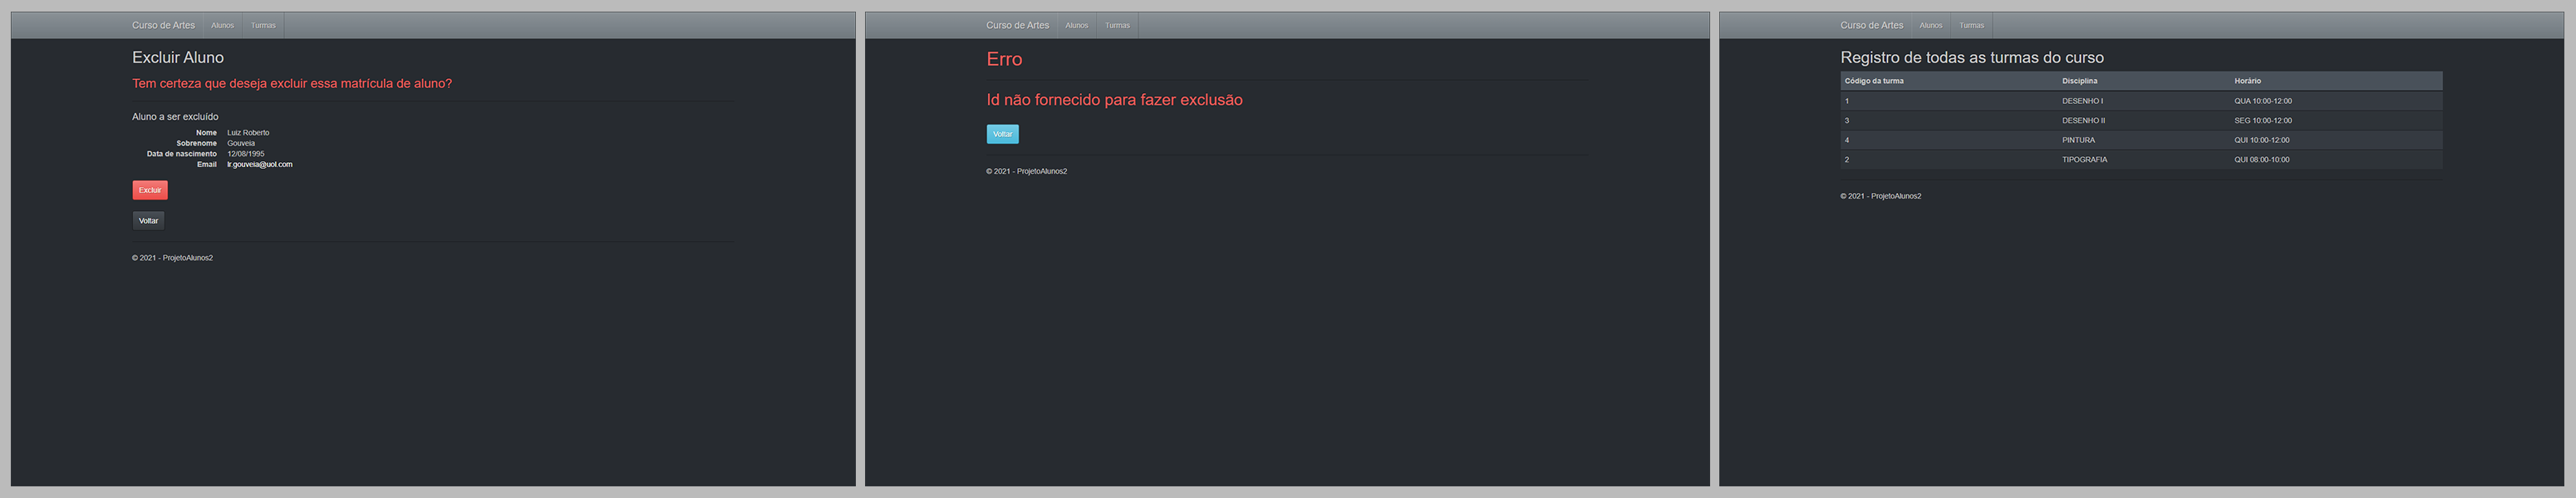 Curso de Artes Alunos Turmas
Excluir Aluno
Tem certeza que deseja excluir essa matrícula de aluno?
Aluno a ser excluído
Nome Luiz Roberto
Sobrenome Gouveia
Data de nascimento 12/08/1995
Email lr.gouveia@uol.com
Excluir
Voltar
© 2021 - ProjetoAlunos2
Curso de Artes Alunos Turmas
Erro
Id não fornecido para fazer exclusão
Voltar
© 2021 - ProjetoAlunos2
Curso de Artes Alunos Turmas
Registro de todas as turmas do curso
Código da turma Disciplina Horário
1 DESENHO I QUA 10:00-12:00
3 DESENHO II SEG 10:00-12:00
4 PINTURA QUI 10:00-12:00
2 TIPOGRAFIA QUI 08:00-10:00
© 2021 - ProjetoAlunos2